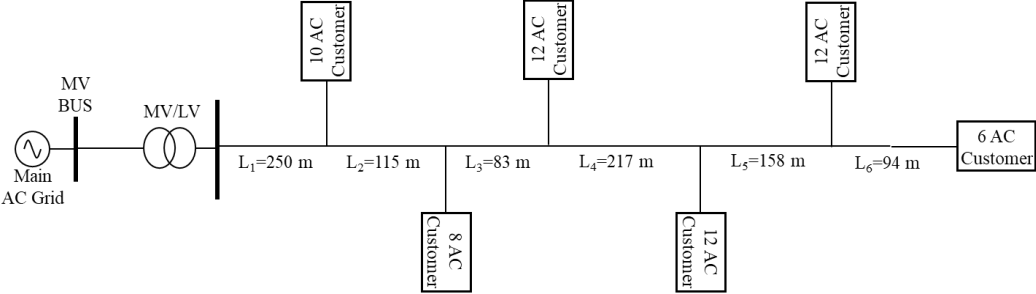 10 AC
Customer
12 AC
Customer
12 AC
Customer
MV
BUS
MV/LV
Main
AC Grid
L₁=250 m
L₂=115 m
L₃=83 m
L₄=217 m
L₅=158 m
L₆=94 m
6 AC
Customer
8 AC
Customer
12 AC
Customer